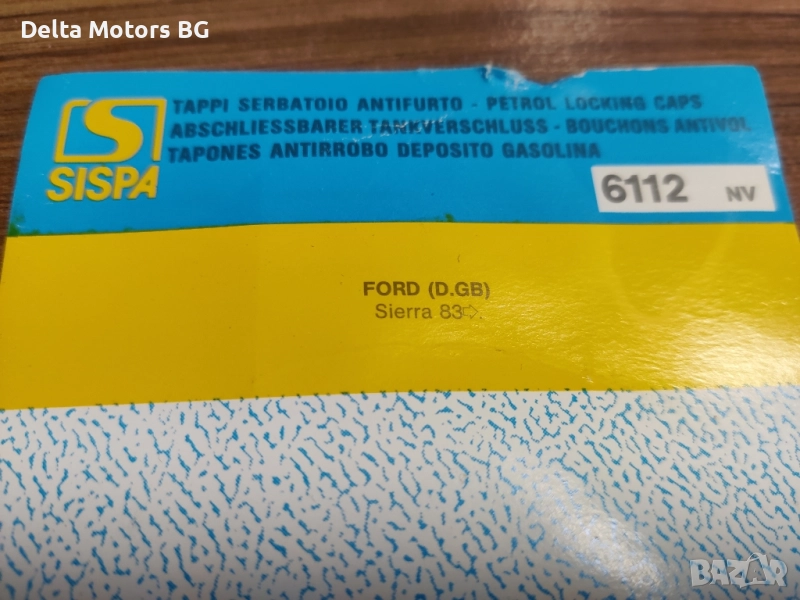 Delta Motors BG
TAPPI SERBATOIO ANTIFURTO - PETROL LOCKING CAPS
ABSCHLIESSBARER TANKVERSCHLUSS - BOUCHONS ANTIVOL
TAPONES ANTIRROBO DEPOSITO GASOLINA
SISPA
6112 NV
FORD (D.GB)
Sierra 83⇨.
BAZAR